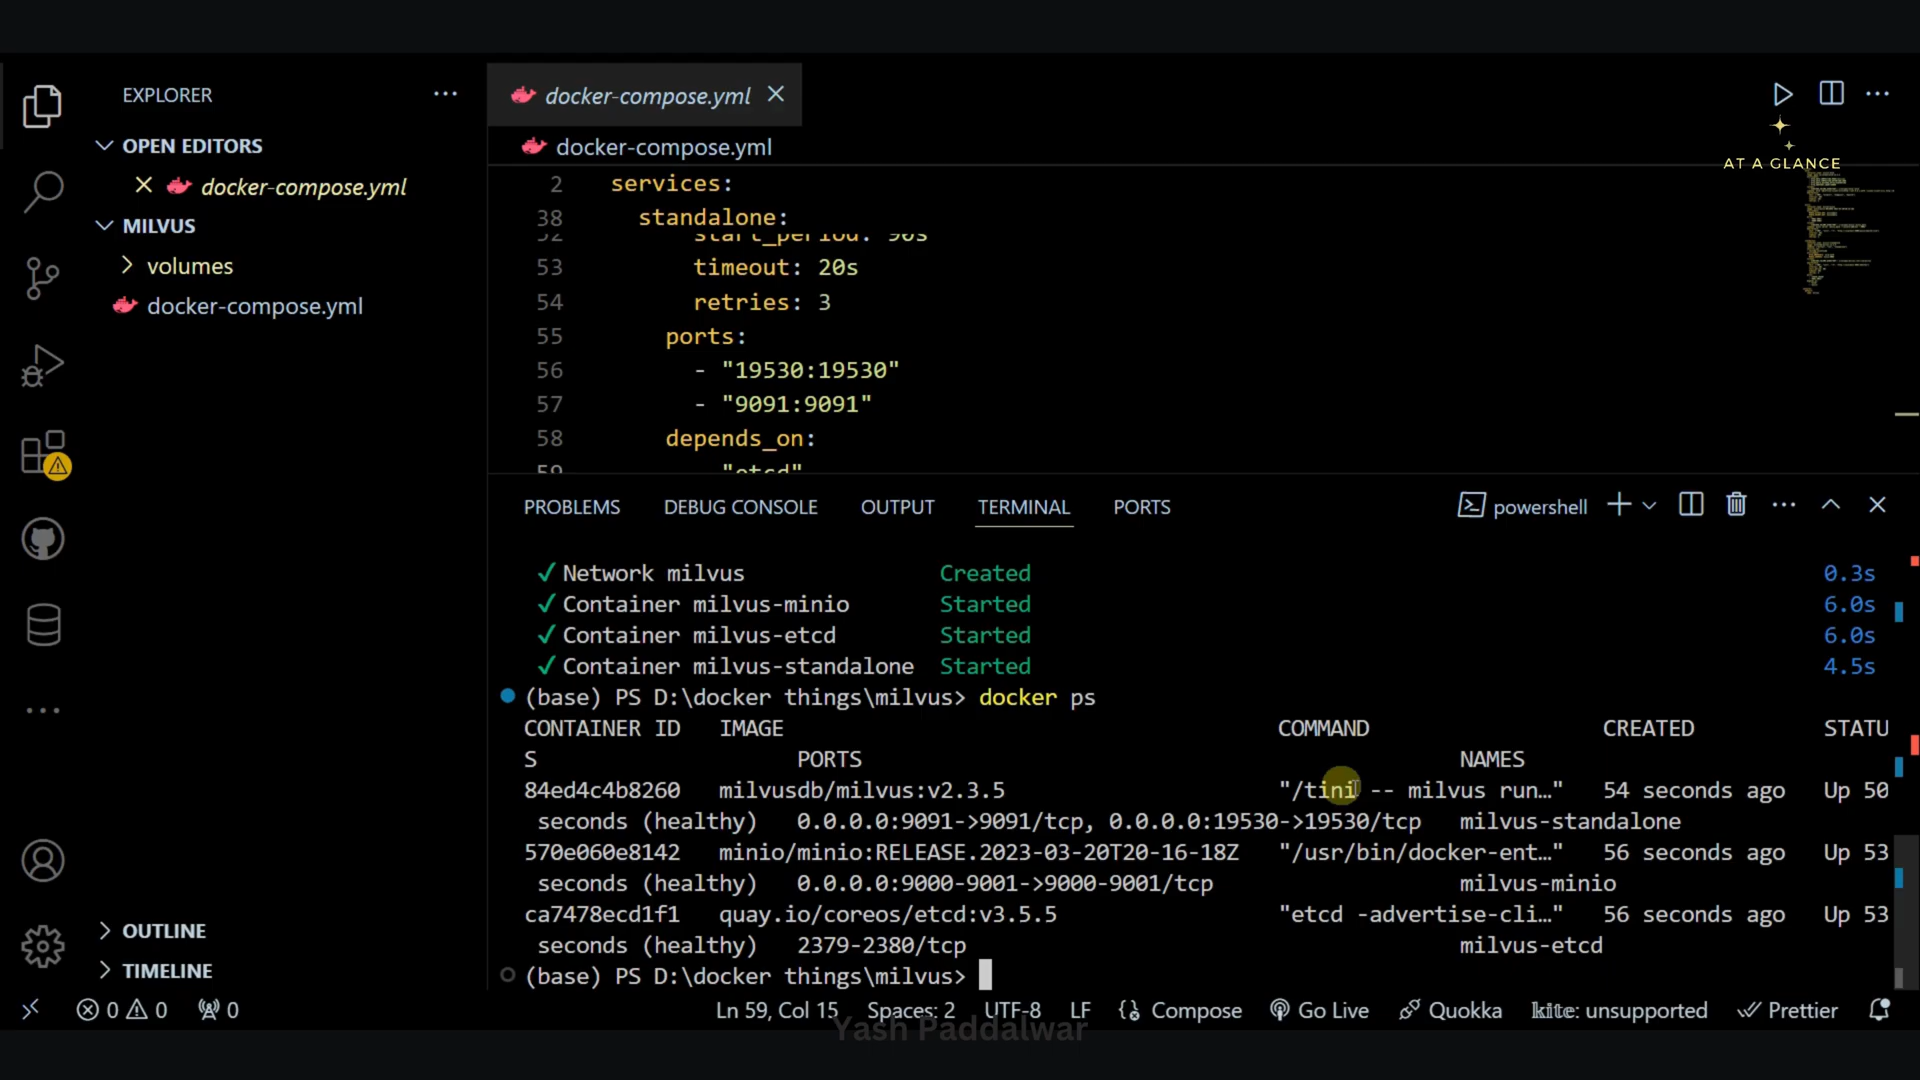 EXPLORER
OPEN EDITORS
docker-compose.yml
MILVUS
volumes
docker-compose.yml
OUTLINE
TIMELINE
docker-compose.yml
AT A GLANCE
docker-compose.yml
2 services:
38 standalone:
52 start_period: 90s
53 timeout: 20s
54 retries: 3
55 ports:
56 - "19530:19530"
57 - "9091:9091"
58 depends_on:
59 "etcd"
PROBLEMS DEBUG CONSOLE OUTPUT TERMINAL PORTS powershell
✓ Network milvus Created 0.3s
✓ Container milvus-minio Started 6.0s
✓ Container milvus-etcd Started 6.0s
✓ Container milvus-standalone Started 4.5s
(base) PS D:\docker things\milvus> docker ps
CONTAINER ID IMAGE COMMAND CREATED STATU
S PORTS NAMES
84ed4c4b8260 milvusdb/milvus:v2.3.5 "/tini -- milvus run…" 54 seconds ago Up 50
seconds (healthy) 0.0.0.0:9091->9091/tcp, 0.0.0.0:19530->19530/tcp milvus-standalone
570e060e8142 minio/minio:RELEASE.2023-03-20T20-16-18Z "/usr/bin/docker-ent…" 56 seconds ago Up 53
seconds (healthy) 0.0.0.0:9000-9001->9000-9001/tcp milvus-minio
ca7478ecd1f1 quay.io/coreos/etcd:v3.5.5 "etcd -advertise-cli…" 56 seconds ago Up 53
seconds (healthy) 2379-2380/tcp milvus-etcd
(base) PS D:\docker things\milvus>
0 0 0 Ln 59, Col 15 Spaces: 2 UTF-8 LF Compose Go Live Quokka kite: unsupported Prettier
Yash Paddalwar